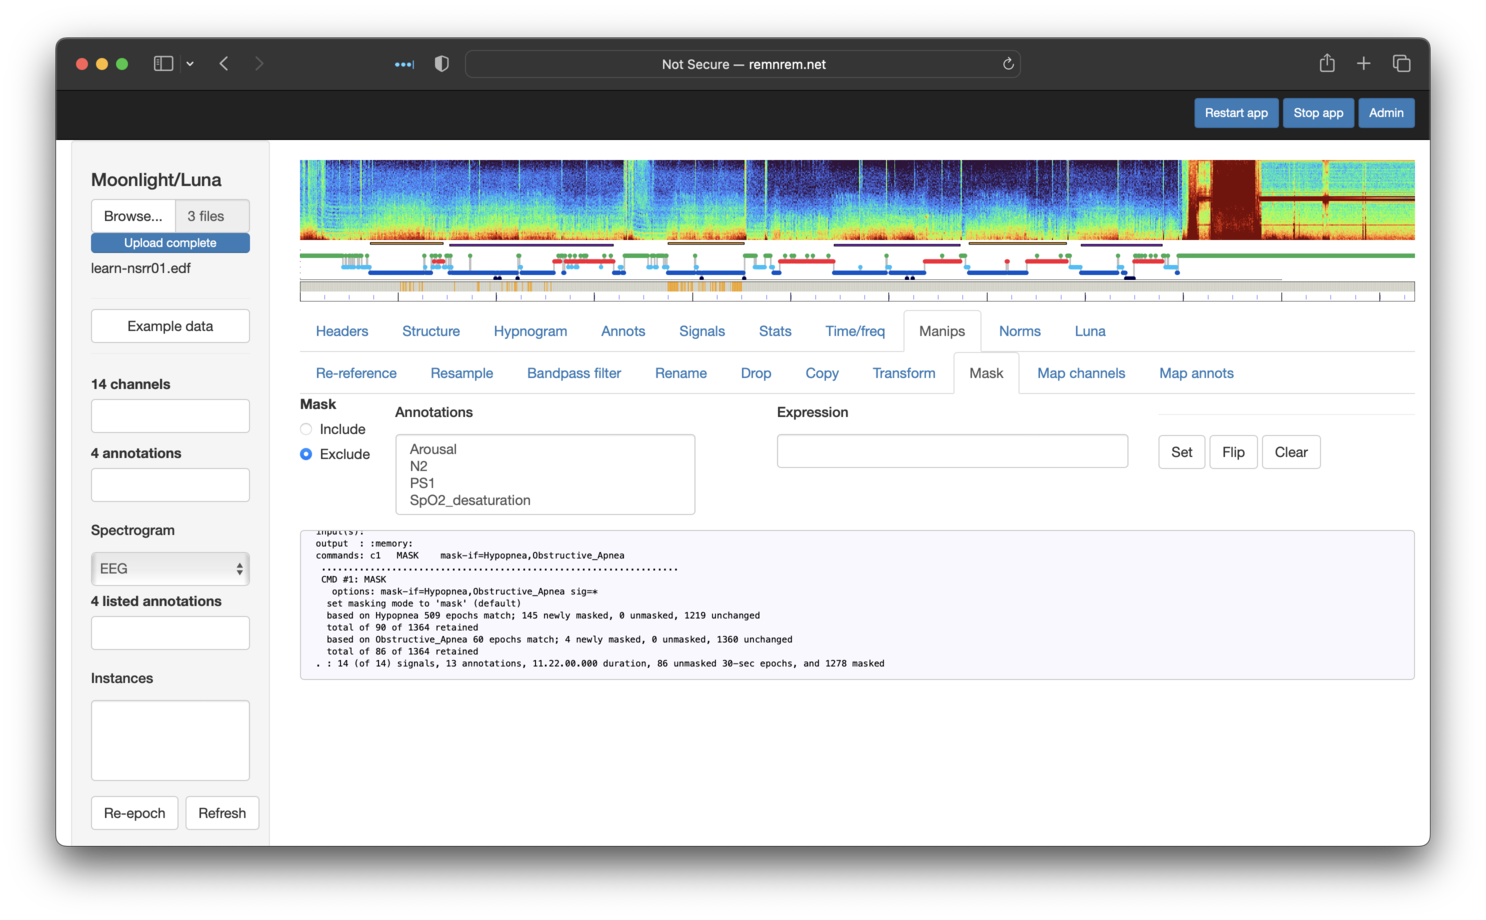 Not Secure — remnrem.net
Restart app
Stop app
Admin
Moonlight/Luna
Browse...
3 files
Upload complete
learn-nsrr01.edf
Example data
14 channels
4 annotations
Spectrogram
EEG
4 listed annotations
Instances
Re-epoch
Refresh
Headers
Structure
Hypnogram
Annots
Signals
Stats
Time/freq
Manips
Norms
Luna
Re-reference
Resample
Bandpass filter
Rename
Drop
Copy
Transform
Mask
Map channels
Map annots
Mask
Include
Exclude
Annotations
Arousal
N2
PS1
SpO2_desaturation
Expression
Set
Flip
Clear
input(s):
output : :memory:
commands: c1 MASK mask-if=Hypopnea,Obstructive_Apnea
..................................................................
CMD #1: MASK
options: mask-if=Hypopnea,Obstructive_Apnea sig=*
set masking mode to 'mask' (default)
based on Hypopnea 509 epochs match; 145 newly masked, 0 unmasked, 1219 unchanged
total of 90 of 1364 retained
based on Obstructive_Apnea 60 epochs match; 4 newly masked, 0 unmasked, 1360 unchanged
total of 86 of 1364 retained
. : 14 (of 14) signals, 13 annotations, 11.22.00.000 duration, 86 unmasked 30-sec epochs, and 1278 masked